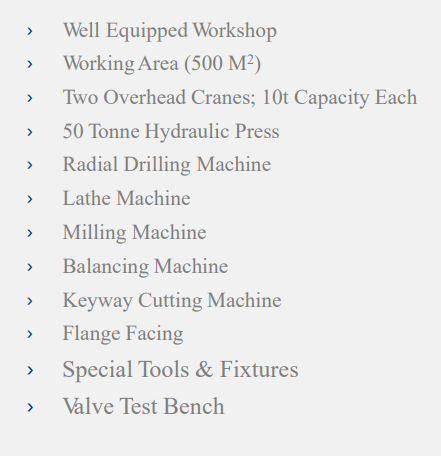 › Well Equipped Workshop
› Working Area (500 M²)
› Two Overhead Cranes; 10t Capacity Each
› 50 Tonne Hydraulic Press
› Radial Drilling Machine
› Lathe Machine
› Milling Machine
› Balancing Machine
› Keyway Cutting Machine
› Flange Facing
› Special Tools & Fixtures
› Valve Test Bench